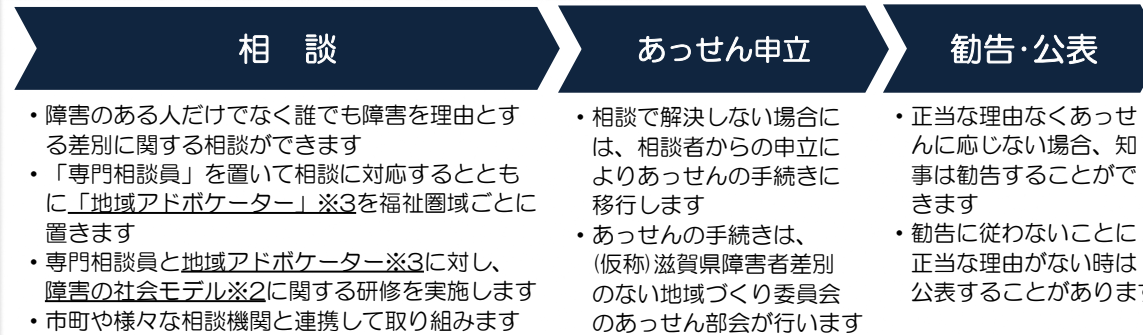 相　談
・障害のある人だけでなく誰でも障害を理由とす
る差別に関する相談ができます
・「専門相談員」を置いて相談に対応するととも
に「地域アドボケーター」※3を福祉圏域ごとに
置きます
・専門相談員と地域アドボケーター※3に対し、
障害の社会モデル※2に関する研修を実施します
・市町や様々な相談機関と連携して取り組みます
あっせん申立
・相談で解決しない場合に
は、相談者からの申立に
よりあっせんの手続きに
移行します
・あっせんの手続きは、
(仮称)滋賀県障害者差別
のない地域づくり委員会
のあっせん部会が行います
勧告・公表
・正当な理由なくあっせ
んに応じない場合、知
事は勧告することがで
きます
・勧告に従わないことに
正当な理由がない時は
公表することがあります